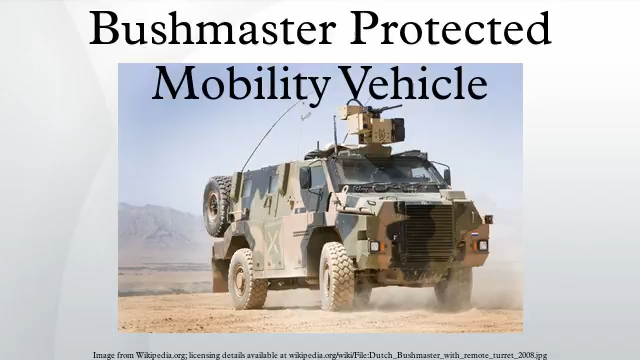 Bushmaster Protected
Mobility Vehicle
Image from Wikipedia.org; licensing details available at wikipedia.org/wiki/File:Dutch_Bushmaster_with_remote_turret_2008.jpg